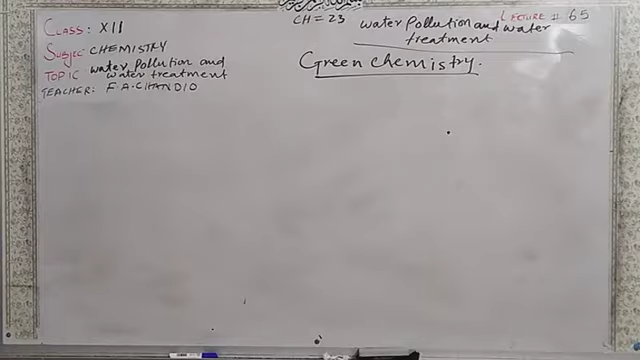 CLASS: XII
CH = 23
LECTURE # 65
water Pollution and water
treatment
Subject CHEMISTRY
TOPIC water Pollution and
water treatment
TEACHER: F.A.CHANDIO
Green chemistry.